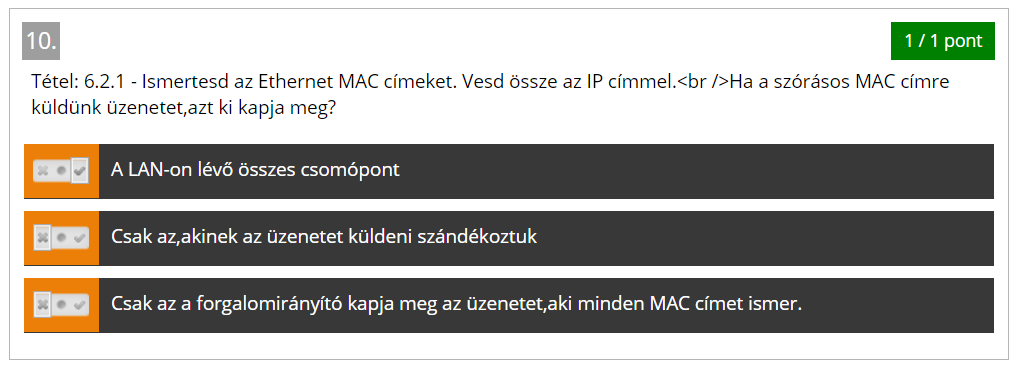 10.
1 / 1 pont
Tétel: 6.2.1 - Ismertesd az Ethernet MAC címeket. Vesd össze az IP címmel.<br />Ha a szórásos MAC címre
küldünk üzenetet,azt ki kapja meg?
A LAN-on lévő összes csomópont
Csak az,akinek az üzenetet küldeni szándékoztuk
Csak az a forgalomirányító kapja meg az üzenetet,aki minden MAC címet ismer.